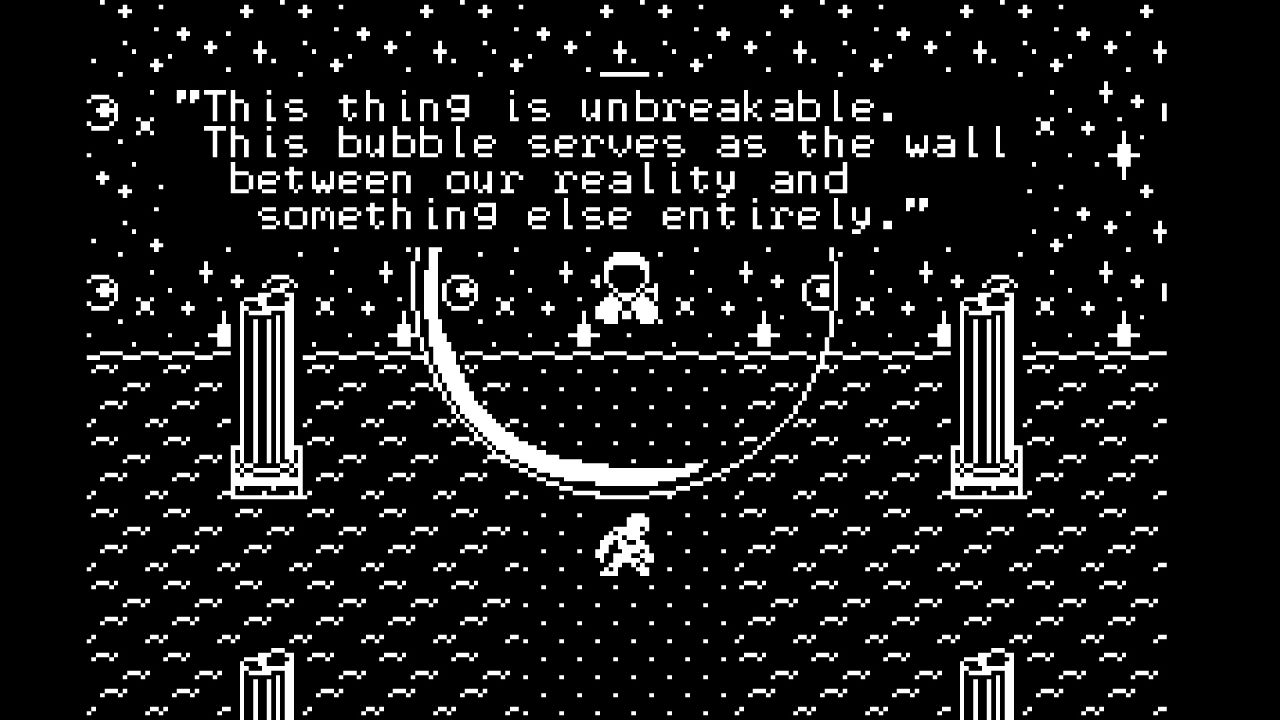 "This thing is unbreakable.
This bubble serves as the wall
between our reality and
something else entirely."